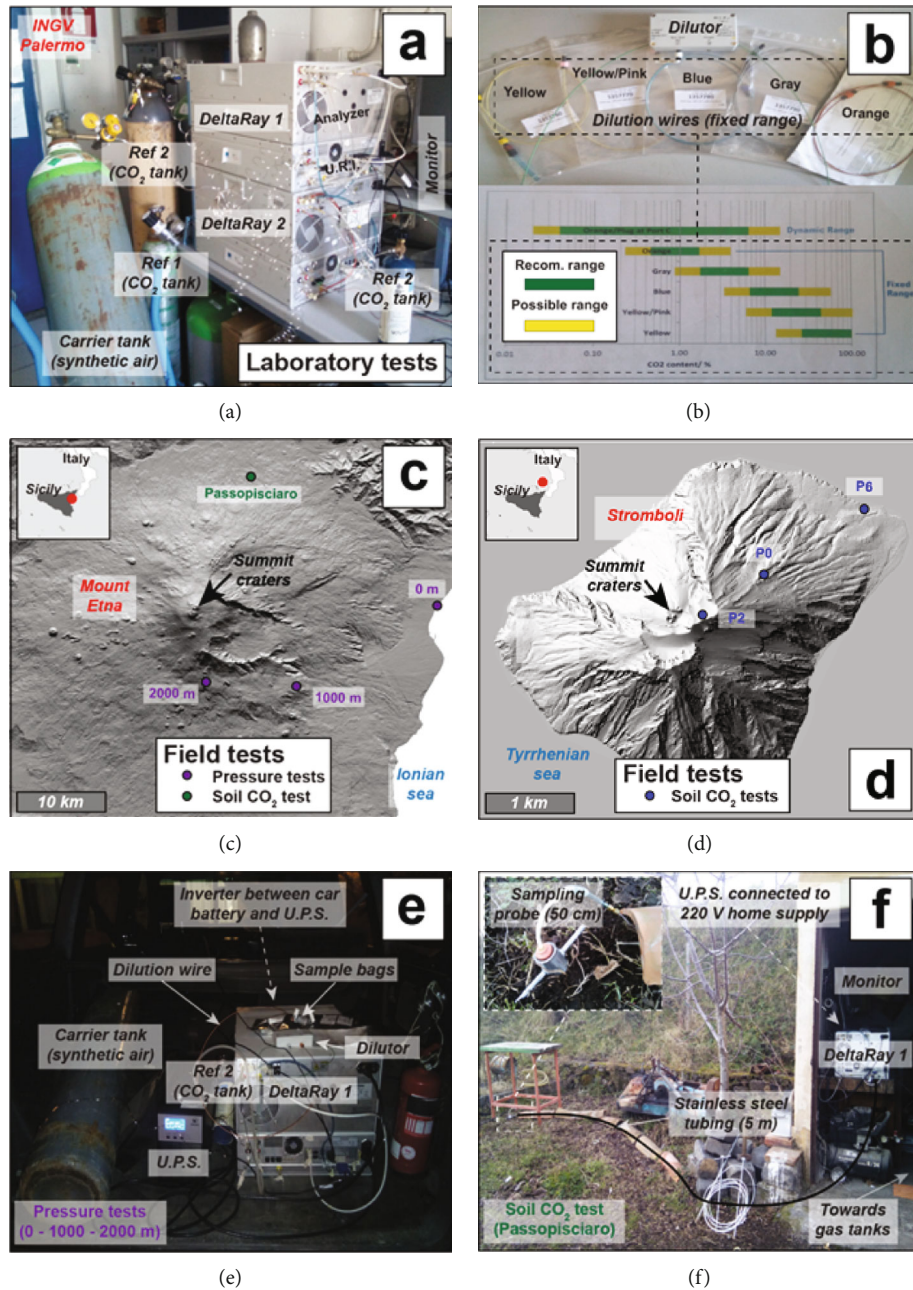 INGV
Palermo
a
DeltaRay 1
Analyzer
Ref 2
(CO2 tank)
U.R.I.
Monitor
DeltaRay 2
Ref 1
(CO2 tank)
Ref 2
(CO2 tank)
Carrier tank
(synthetic air)
Laboratory tests
(a)
Dilutor
b
Yellow
Yellow/Pink
Blue
Gray
Orange
Dilution wires (fixed range)
Orange/Plug at Port C
Dynamic Range
Recom. range
Possible range
Orange
Gray
Blue
Yellow/Pink
Yellow
Fixed
Range
0.01
0.10
1.00
10.00
100.00
CO2 content/ %
(b)
Italy
Sicily
c
Passopisciaro
Summit
craters
Mount
Etna
0 m
2000 m
1000 m
Field tests
Pressure tests
Soil CO2 test
Ionian
sea
10 km
(c)
Italy
Sicily
P6
Stromboli
P0
Summit
craters
P2
Tyrrhenian
sea
Field tests
Soil CO2 tests
1 km
d
(d)
Inverter between car
battery and U.P.S.
e
Dilution wire
Sample bags
Carrier tank
(synthetic air)
Dilutor
Ref 2
(CO2 tank)
DeltaRay 1
U.P.S.
Pressure tests
(0 - 1000 - 2000 m)
(e)
Sampling
probe (50 cm)
U.P.S. connected to
220 V home supply
f
Monitor
DeltaRay 1
Stainless steel
tubing (5 m)
Soil CO2 test
(Passopisciaro)
Towards
gas tanks
(f)